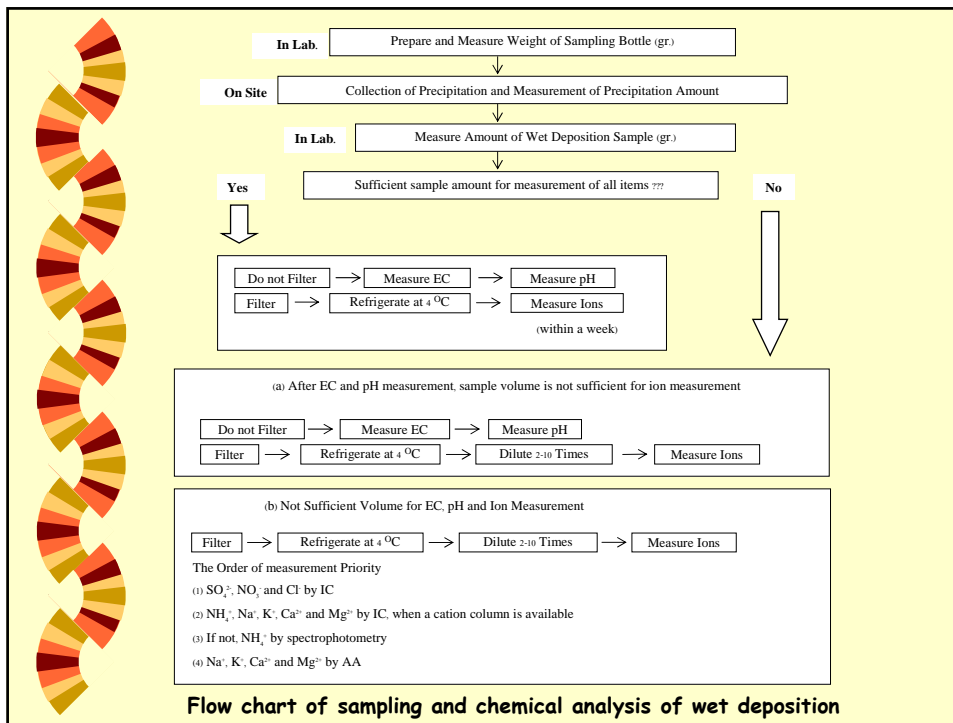 In Lab.
Prepare and Measure Weight of Sampling Bottle (gr.)
On Site
Collection of Precipitation and Measurement of Precipitation Amount
In Lab.
Measure Amount of Wet Deposition Sample (gr.)
Yes
Sufficient sample amount for measurement of all items ???
No
Do not Filter
Measure EC
Measure pH
Filter
Refrigerate at 4 ᴼC
Measure Ions
(within a week)
(a) After EC and pH measurement, sample volume is not sufficient for ion measurement
Do not Filter
Measure EC
Measure pH
Filter
Refrigerate at 4 ᴼC
Dilute 2-10 Times
Measure Ions
(b) Not Sufficient Volume for EC, pH and Ion Measurement
Filter
Refrigerate at 4 ᴼC
Dilute 2-10 Times
Measure Ions
The Order of measurement Priority
(1) SO₄²⁻, NO₃⁻ and Cl⁻ by IC
(2) NH₄⁺, Na⁺, K⁺, Ca²⁺ and Mg²⁺ by IC, when a cation column is available
(3) If not, NH₄⁺ by spectrophotometry
(4) Na⁺, K⁺, Ca²⁺ and Mg²⁺ by AA
Flow chart of sampling and chemical analysis of wet deposition